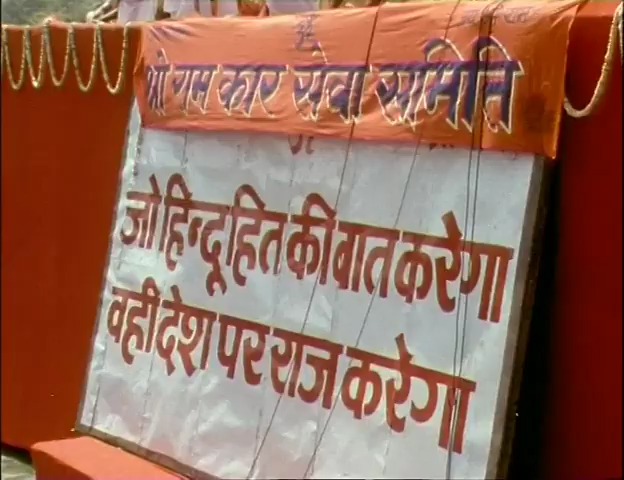 ॐ
श्री राम कार सेवा समिति
जो हिन्दू हित की बात करेगा
वही देश पर राज करेगा